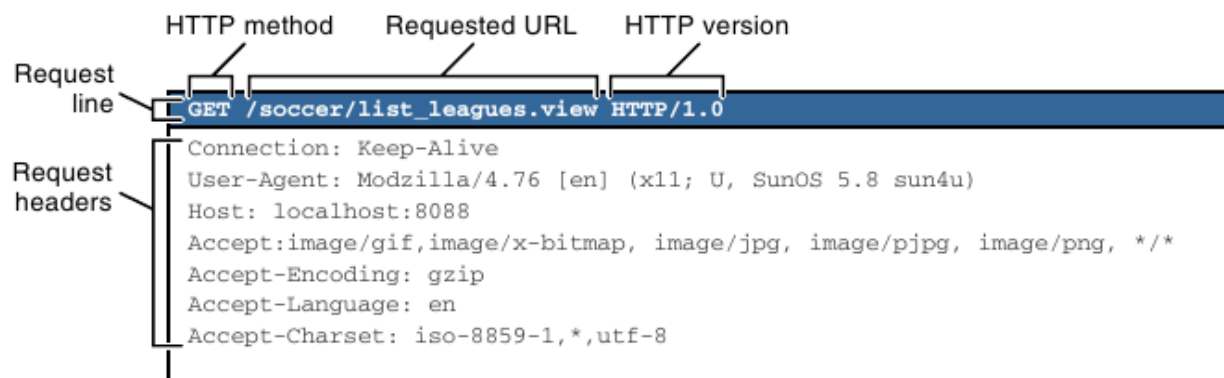 HTTP method Requested URL HTTP version
Request line
GET /soccer/list_leagues.view HTTP/1.0
Request headers
Connection: Keep-Alive
User-Agent: Modzilla/4.76 [en] (x11; U, SunOS 5.8 sun4u)
Host: localhost:8088
Accept:image/gif,image/x-bitmap, image/jpg, image/pjpg, image/png, */*
Accept-Encoding: gzip
Accept-Language: en
Accept-Charset: iso-8859-1,*,utf-8